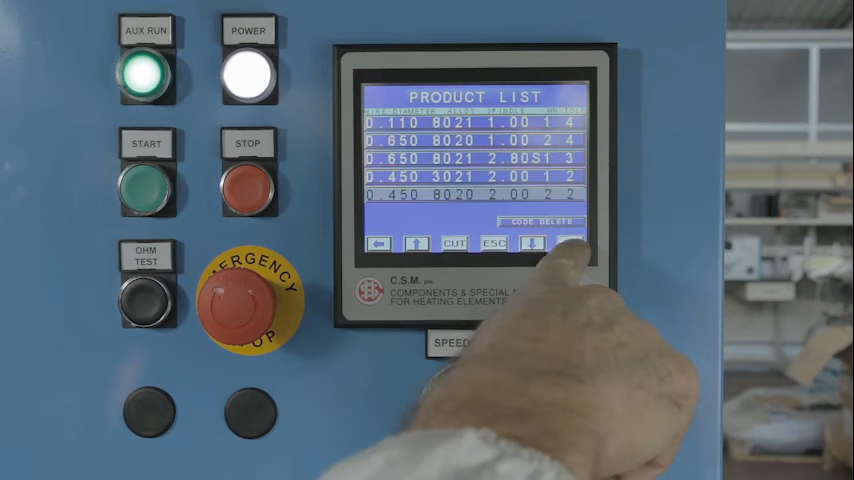 AUX RUN
POWER
START
STOP
OHM
TEST
EMERGENCY
PRODUCT LIST
WIRE DIAMETER ALLOY SPINDLE
0.110 8021 1.00 1 4
0.650 8020 1.00 2 4
0.650 8021 2.80S1 3
0.450 3021 2.00 1 2
0.450 8020 2.00 2 2
CODE DELETE
CUT ESC
C.S.M.
COMPONENTS & SPECIAL
FOR HEATING ELEMENTS
SPEED